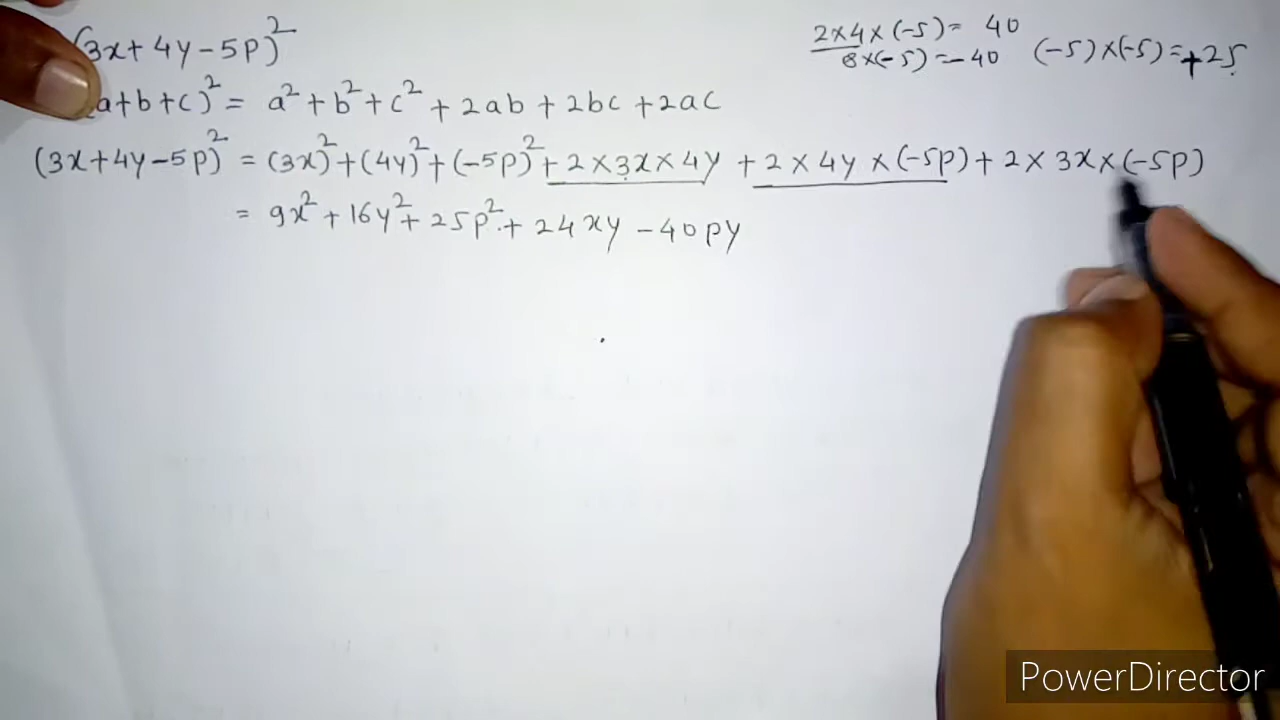 (3x+4y-5p)²
2×4×(-5)= 40
8×(-5)=-40
(-5)×(-5)=+25
(a+b+c)² = a²+b²+c²+2ab+2bc+2ac
(3x+4y-5p)² = (3x)²+(4y)²+(-5p)²+2×3x×4y+2×4y×(-5p)+2×3x×(-5p)
= 9x²+16y²+25p²+24xy-40py
PowerDirector